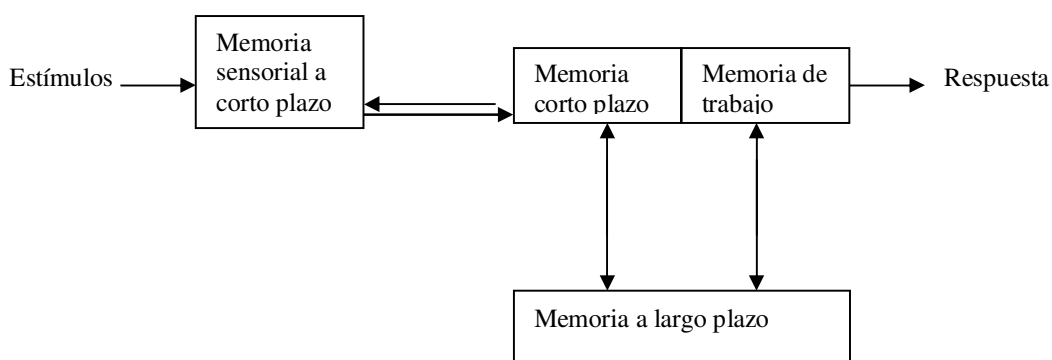 Estímulos
Memoria
sensorial a
corto plazo
Memoria
corto plazo
Memoria de
trabajo
Respuesta
Memoria a largo plazo